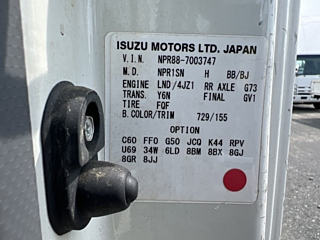 ISUZU MOTORS LTD. JAPAN
V.I.N. NPR88-7003747
M.D. NPR1SN H BB/BJ
ENGINE LND/4JZ1 RR AXLE G73
TRANS. Y6N FINAL GV1
TIRE FQF
B.COLOR/TRIM 729/155
OPTION
C60 FF0 G50 JCQ K44 RPV
U69 34W 6LD 8BM 8BX 8GJ
8GR 8JJ